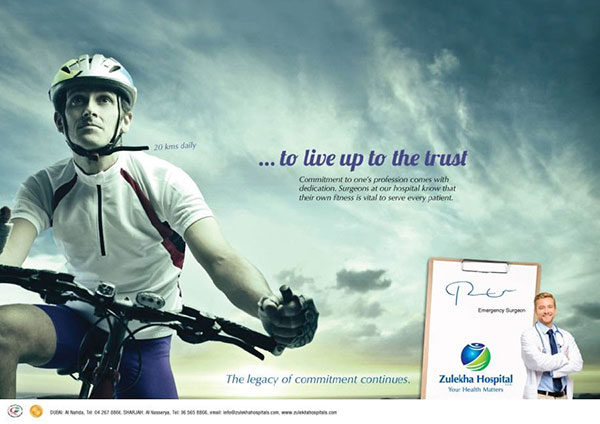 20 kms daily
... to live up to the trust
Commitment to one's profession comes with
dedication. Surgeons at our hospital know that
their own fitness is vital to serve every patient.
Emergency Surgeon
Zulekha Hospital
Your Health Matters
The legacy of commitment continues.
DUBAI: Al Nahda, Tel: 04 267 8866, SHARJAH: Al Nasserya, Tel: 06 565 8866, email: info@zulekhahospitals.com, www.zulekhahospitals.com